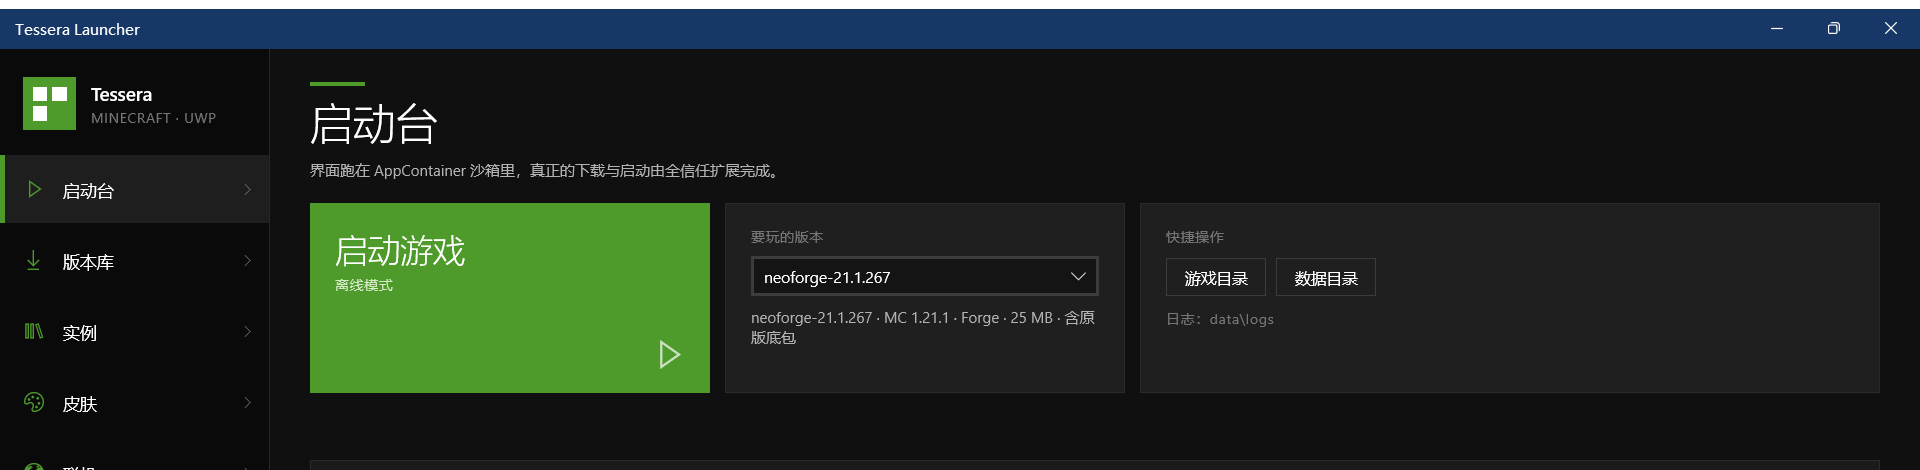 Tessera Launcher
Tessera
MINECRAFT · UWP
启动台
版本库
实例
皮肤
启动台
界面跑在 AppContainer 沙箱里，真正的下载与启动由全信任扩展完成。
启动游戏
离线模式
要玩的版本
neoforge-21.1.267
neoforge-21.1.267 · MC 1.21.1 · Forge · 25 MB · 含原
版底包
快捷操作
游戏目录
数据目录
日志：data\logs